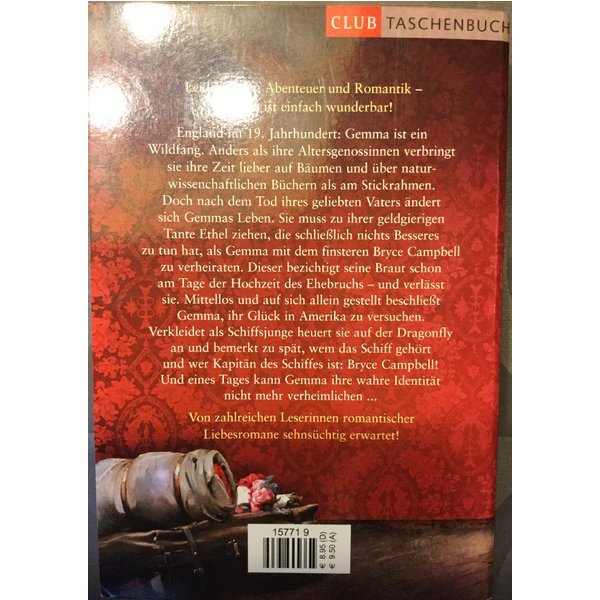 CLUB TASCHENBUCH
Abenteuer und Romantik –
ist einfach wunderbar!
England im 19. Jahrhundert: Gemma ist ein
Wildfang. Anders als ihre Altersgenossinnen verbringt
sie ihre Zeit lieber auf Bäumen und über natur-
wissenschaftlichen Büchern als am Stickrahmen.
Doch nach dem Tod ihres geliebten Vaters ändert
sich Gemmas Leben. Sie muss zu ihrer geldgierigen
Tante Ethel ziehen, die schließlich nichts Besseres
zu tun hat, als Gemma mit dem finsteren Bryce Campbell
zu verheiraten. Dieser bezichtigt seine Braut schon
am Tage der Hochzeit des Ehebruchs – und verlässt
sie. Mittellos und auf sich allein gestellt beschließt
Gemma, ihr Glück in Amerika zu versuchen.
Verkleidet als Schiffsjunge heuert sie auf der Dragonfly
an und bemerkt zu spät, wem das Schiff gehört
und wer Kapitän des Schiffes ist: Bryce Campbell!
Und eines Tages kann Gemma ihre wahre Identität
nicht mehr verheimlichen ...
Von zahlreichen Leserinnen romantischer
Liebesromane sehnsüchtig erwartet!
15771 9
€ 8.95 (D)
€ 9.50 (A)